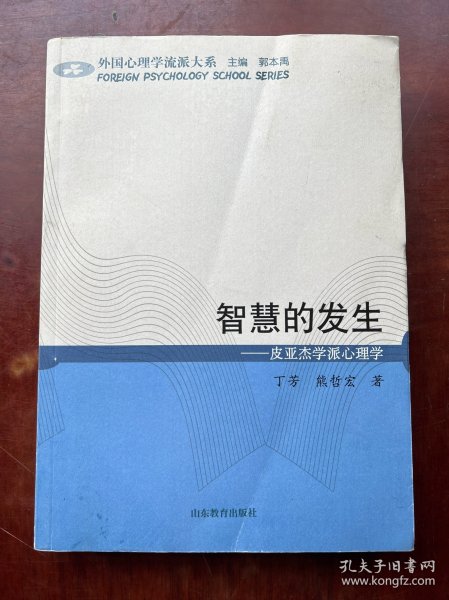 外国心理学流派大系 主编 郭本禹
FOREIGN PSYCHOLOGY SCHOOL SERIES
智慧的发生
——皮亚杰学派心理学
丁芳 熊哲宏 著
山东教育出版社
孔夫子旧书网
www.kongfz.com